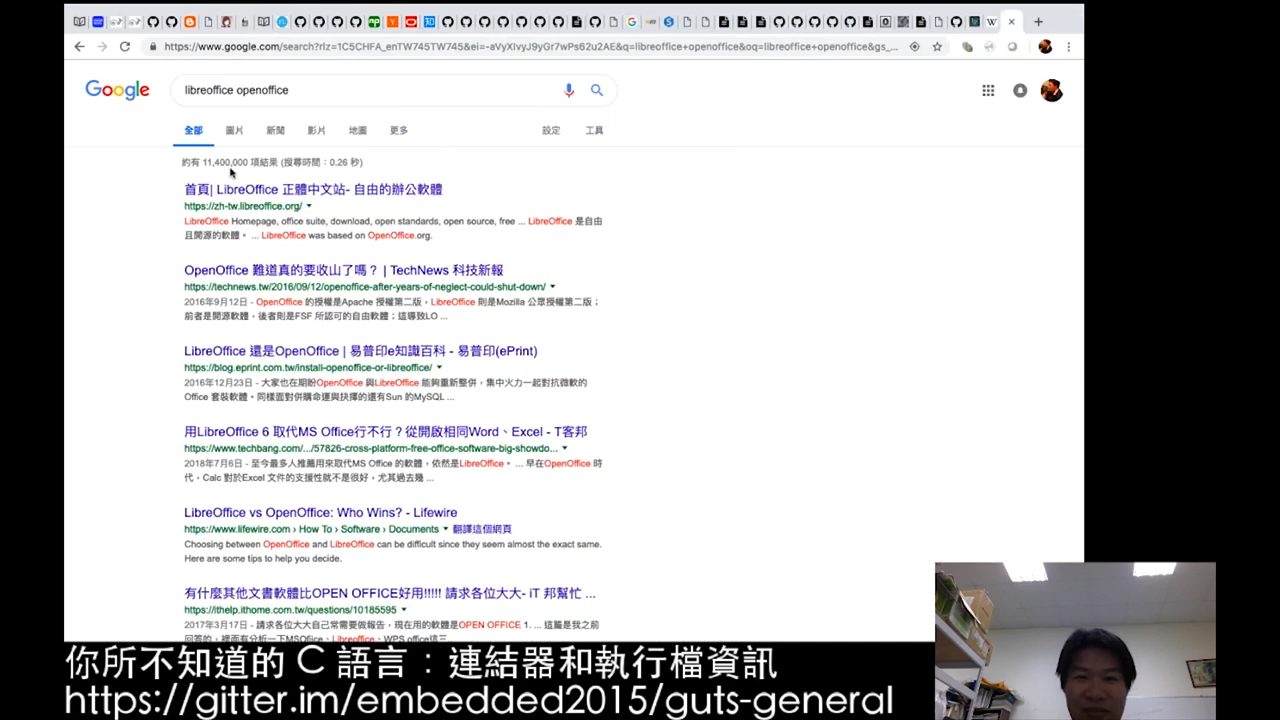 https://www.google.com/search?rlz=1C5CHFA_enTW745TW745&ei=-aVyXIvyJ9yGr7wPs62u2AE&q=libreoffice+openoffice&oq=libreoffice+openoffice&gs_...
Google
libreoffice openoffice
全部 圖片 新聞 影片 地圖 更多 設定 工具
約有 11,400,000 項結果 (搜尋時間：0.26 秒)
首頁| LibreOffice 正體中文站- 自由的辦公軟體
https://zh-tw.libreoffice.org/
LibreOffice Homepage, office suite, download, open standards, open source, free ... LibreOffice 是自由
且開源的軟體。 ... LibreOffice was based on OpenOffice.org.
OpenOffice 難道真的要收山了嗎？ | TechNews 科技新報
https://technews.tw/2016/09/12/openoffice-after-years-of-neglect-could-shut-down/
2016年9月12日 - OpenOffice 的授權是Apache 授權第二版，LibreOffice 則是Mozilla 公眾授權第二版；
前者是開源軟體，後者則是FSF 所認可的自由軟體；這導致LO ...
LibreOffice 還是OpenOffice | 易普印e知識百科 - 易普印(ePrint)
https://blog.eprint.com.tw/install-openoffice-or-libreoffice/
2016年12月23日 - 大家也在期盼OpenOffice 與LibreOffice 能夠重新整併，集中火力一起對抗微軟的
Office 套裝軟體。同樣面對併購命運與抉擇的還有Sun 的MySQL ...
用LibreOffice 6 取代MS Office行不行？從開啟相同Word、Excel - T客邦
https://www.techbang.com/.../57826-cross-platform-free-office-software-big-showdo...
2018年7月6日 - 至今最多人推薦用來取代MS Office 的軟體，依然是LibreOffice。 ... 早在OpenOffice 時
代，Calc 對於Excel 文件的支援性就不是很好，尤其過去幾 ...
LibreOffice vs OpenOffice: Who Wins? - Lifewire
https://www.lifewire.com › How To › Software › Documents 翻譯這個網頁
Choosing between OpenOffice and LibreOffice can be difficult since they seem almost the exact same.
Here are some tips to help you decide.
有什麼其他文書軟體比OPEN OFFICE好用!!!!! 請求各位大大- iT 邦幫忙 ...
https://ithelp.ithome.com.tw/questions/10185595
2017年3月17日 - 請求各位大大自己常需要做報告，現在用的軟體是OPEN OFFICE 1. ... 這篇是我之前
回答的，裡面有分析一下MSOffice、Libreoffice、WPS office這三
你所不知道的 C 語言：連結器和執行檔資訊
https://gitter.im/embedded2015/guts-general